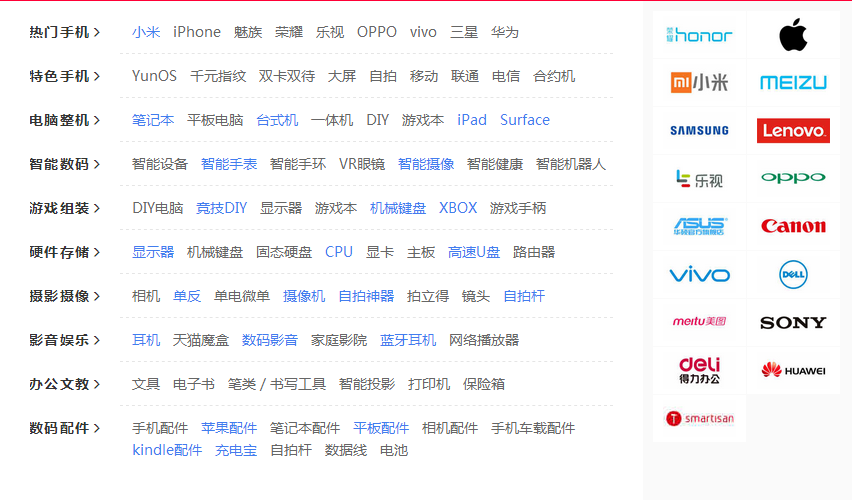 热门手机 > 小米 iPhone 魅族 荣耀 乐视 OPPO vivo 三星 华为
特色手机 > YunOS 千元指纹 双卡双待 大屏 自拍 移动 联通 电信 合约机
电脑整机 > 笔记本 平板电脑 台式机 一体机 DIY 游戏本 iPad Surface
智能数码 > 智能设备 智能手表 智能手环 VR眼镜 智能摄像 智能健康 智能机器人
游戏组装 > DIY电脑 竞技DIY 显示器 游戏本 机械键盘 XBOX 游戏手柄
硬件存储 > 显示器 机械键盘 固态硬盘 CPU 显卡 主板 高速U盘 路由器
摄影摄像 > 相机 单反 单电微单 摄像机 自拍神器 拍立得 镜头 自拍杆
影音娱乐 > 耳机 天猫魔盒 数码影音 家庭影院 蓝牙耳机 网络播放器
办公文教 > 文具 电子书 笔类 / 书写工具 智能投影 打印机 保险箱
数码配件 > 手机配件 苹果配件 笔记本配件 平板配件 相机配件 手机车载配件
kindle配件 充电宝 自拍杆 数据线 电池
荣耀 honor
mi 小米 MEIZU
SAMSUNG Lenovo
乐视 OPPO
ASUS Canon
华硕官方旗舰店
vivo DELL
meitu美图 SONY
deli HUAWEI
得力办公
T smartisan